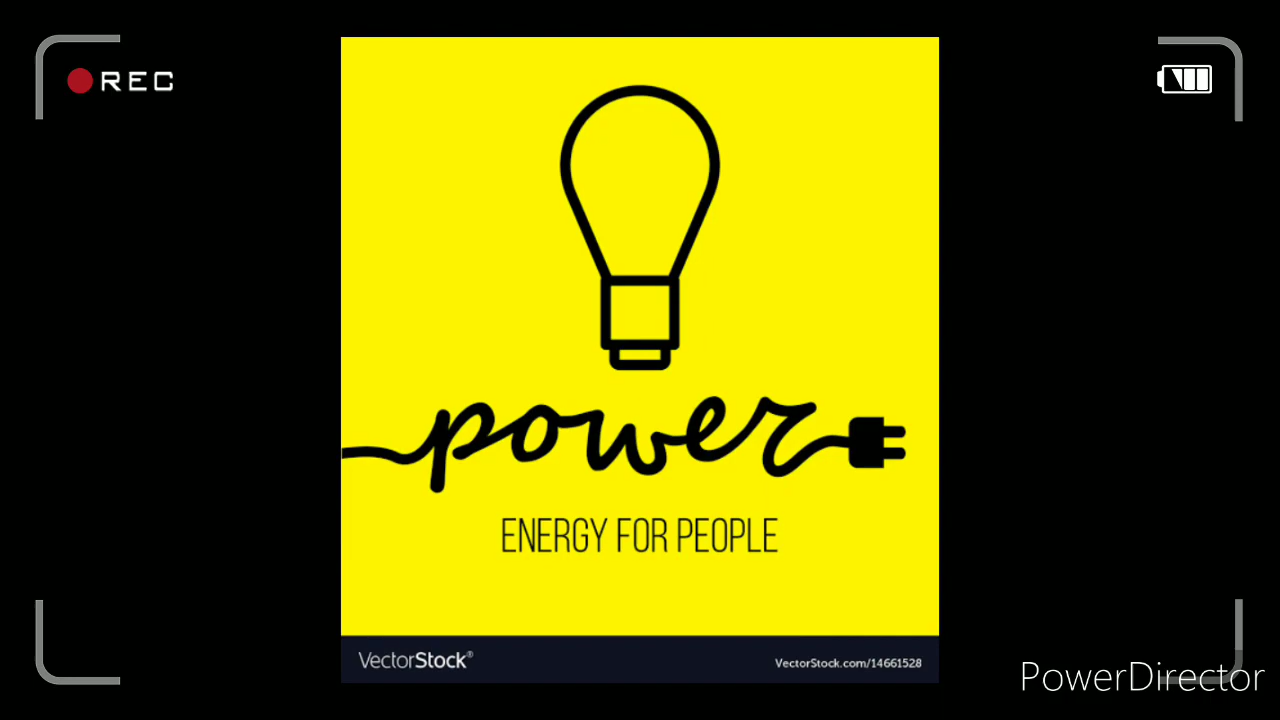 REC
power
ENERGY FOR PEOPLE
VectorStock®
VectorStock.com/14661528
PowerDirector